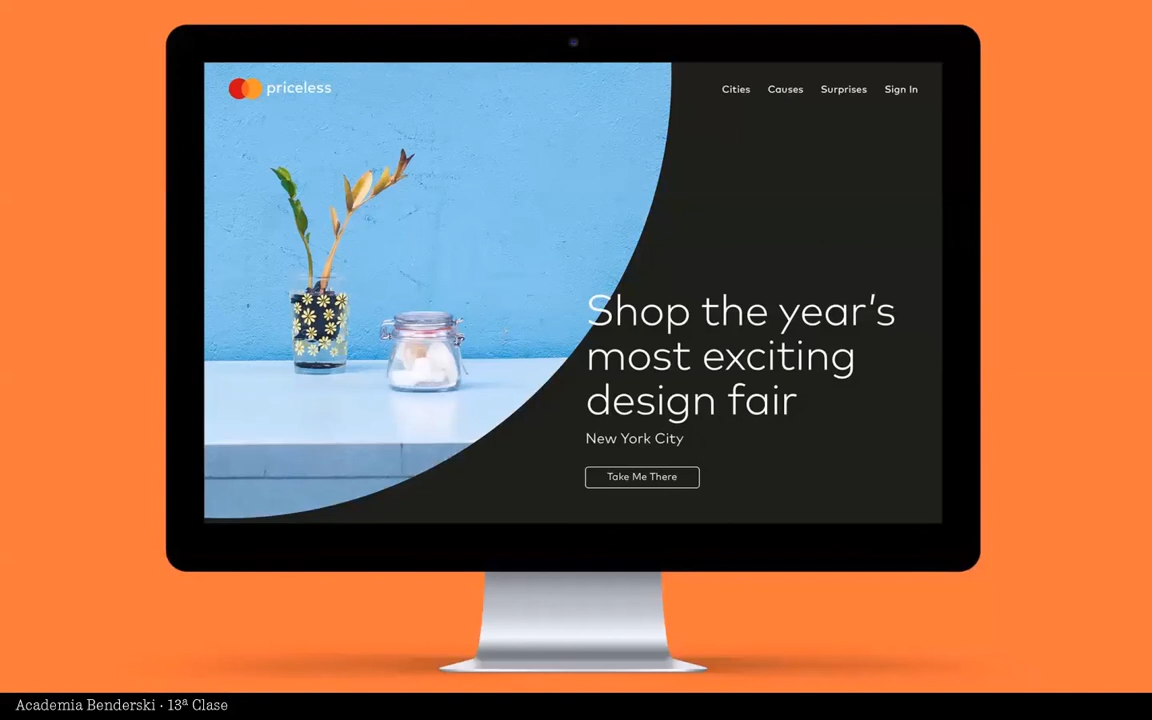 priceless
Cities Causes Surprises Sign In
Shop the year's
most exciting
design fair
New York City
Take Me There
Academia Benderski · 13ª Clase